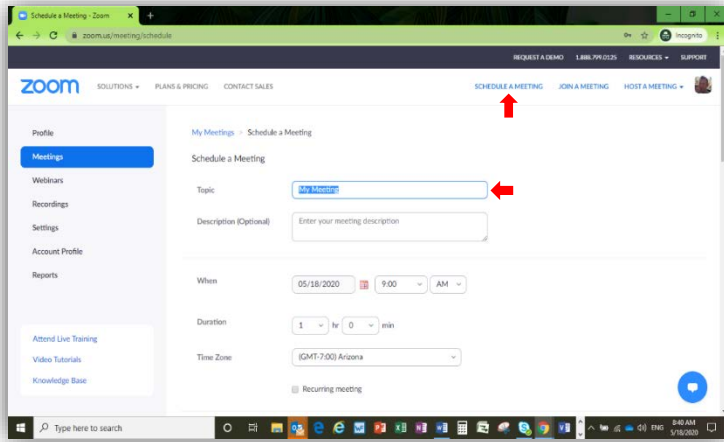 Schedule a Meeting - Zoom
zoom.us/meeting/schedule
Incognito
REQUEST A DEMO 1.888.799.0125 RESOURCES SUPPORT
zoom SOLUTIONS PLANS & PRICING CONTACT SALES SCHEDULE A MEETING JOIN A MEETING HOST A MEETING
Profile
Meetings
Webinars
Recordings
Settings
Account Profile
Reports
Attend Live Training
Video Tutorials
Knowledge Base
My Meetings > Schedule a Meeting
Schedule a Meeting
Topic My Meeting
Description (Optional) Enter your meeting description
When 05/18/2020 9:00 AM
Duration 1 hr 0 min
Time Zone (GMT-7:00) Arizona
Recurring meeting
Type here to search
ENG
8:40 AM
5/18/2020